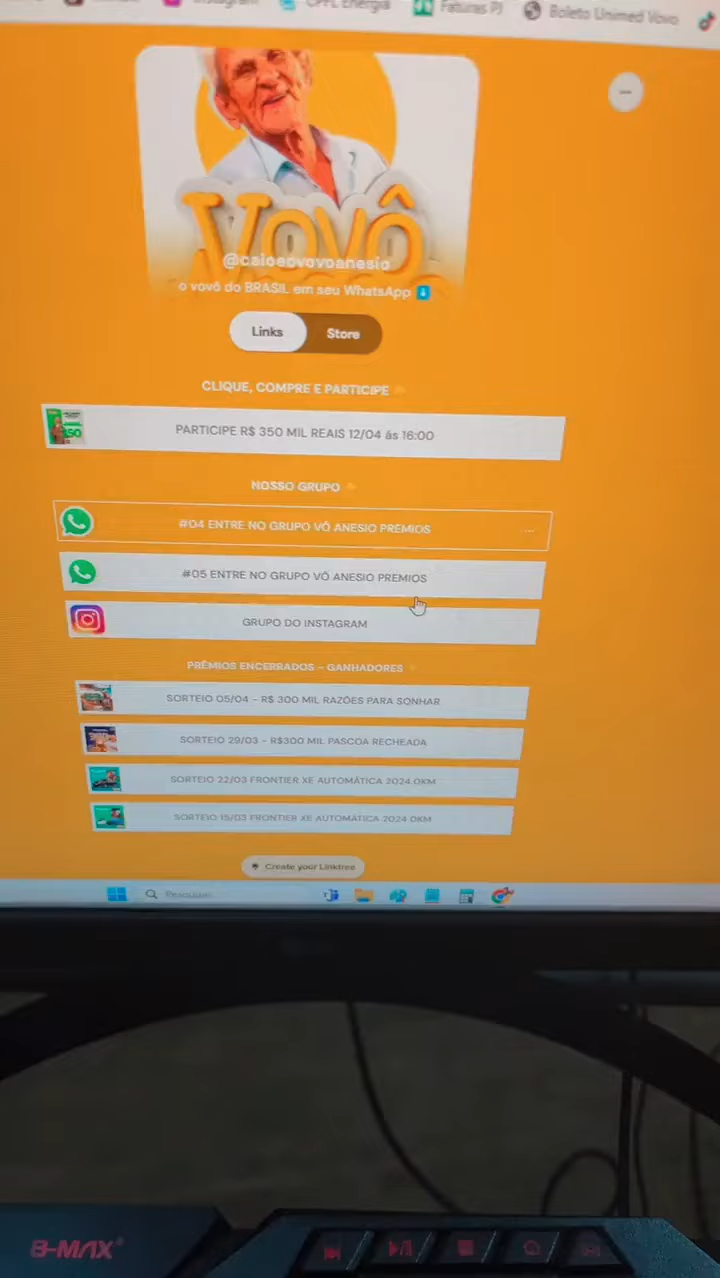 Instagram
CPFL Energia
Faturas PJ
Boleto Unimed Vovo
Vovô
@caioeovovoanesio
o vovô do BRASIL em seu WhatsApp
Links
Store
CLIQUE, COMPRE E PARTICIPE
PARTICIPE R$ 350 MIL REAIS 12/04 ás 16:00
NOSSO GRUPO
#04 ENTRE NO GRUPO VÔ ANESIO PREMIOS
#05 ENTRE NO GRUPO VÔ ANESIO PREMIOS
GRUPO DO INSTAGRAM
PRÊMIOS ENCERRADOS - GANHADORES
SORTEIO 05/04 - R$ 300 MIL RAZÕES PARA SONHAR
SORTEIO 29/03 - R$300 MIL PASCOA RECHEADA
SORTEIO 22/03 FRONTIER XE AUTOMÁTICA 2024 0KM
SORTEIO 15/03 FRONTIER XE AUTOMATICA 2024 0KM
Create your Linktree
Pesquisar
B-MAX